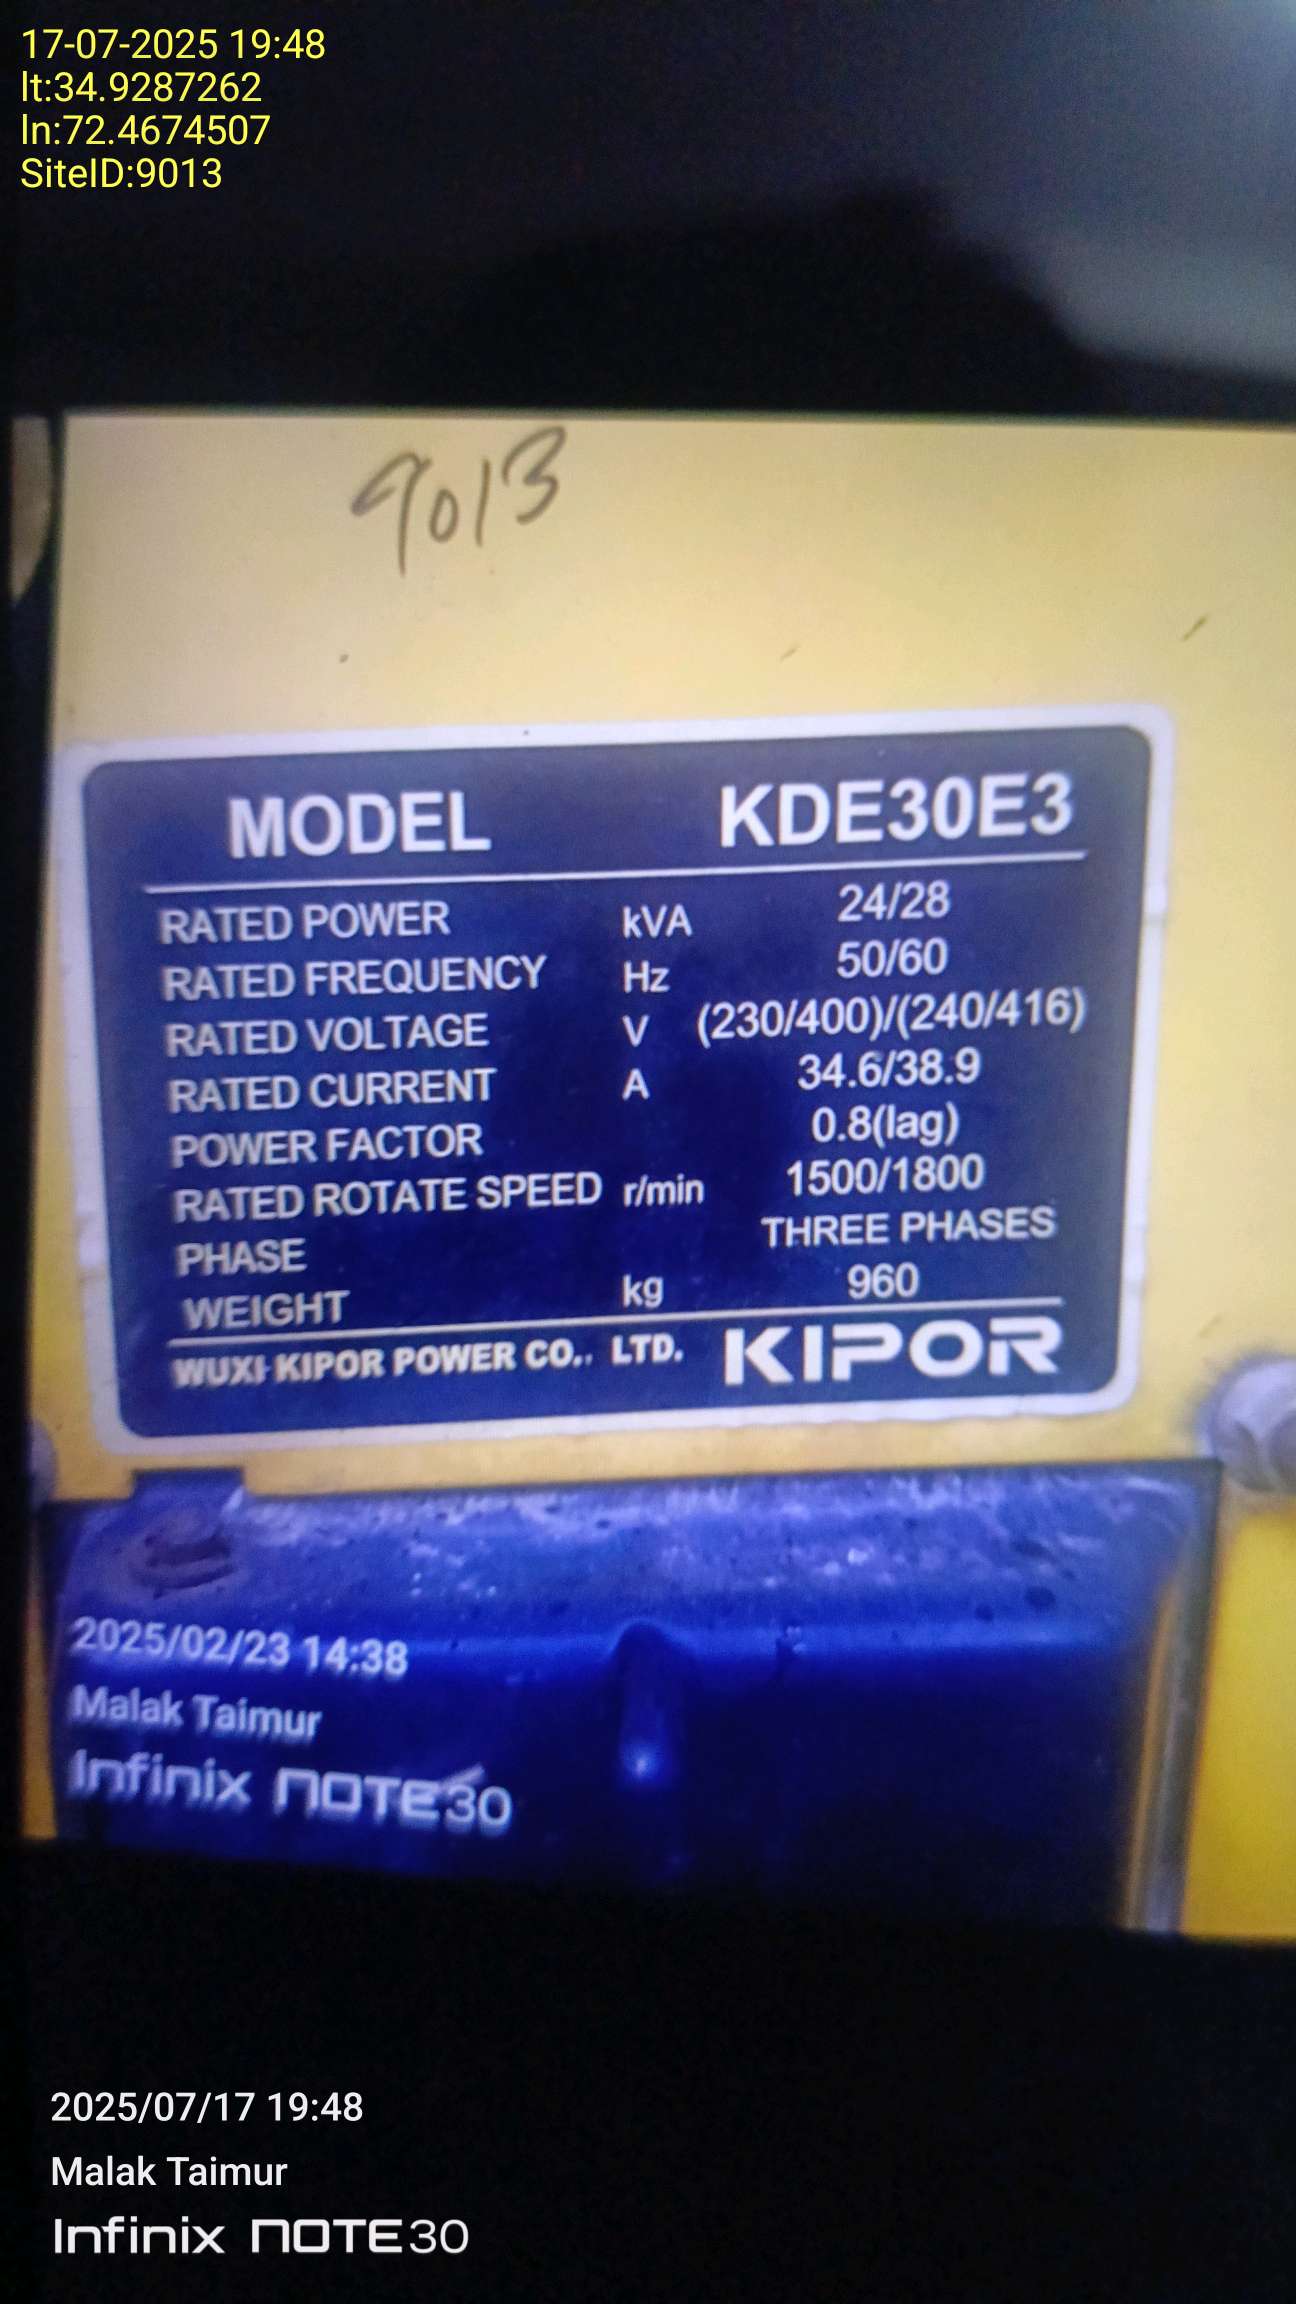 17-07-2025 19:48
lt:34.9287262
ln:72.4674507
SiteID:9013
9013
MODEL KDE30E3
RATED POWER kVA 24/28
RATED FREQUENCY Hz 50/60
RATED VOLTAGE V (230/400)/(240/416)
RATED CURRENT A 34.6/38.9
POWER FACTOR 0.8(lag)
RATED ROTATE SPEED r/min 1500/1800
PHASE THREE PHASES
WEIGHT kg 960
WUXI KIPOR POWER CO., LTD. KIPOR
2025/02/23 14:38
Malak Taimur
Infinix NOTE30
2025/07/17 19:48
Malak Taimur
Infinix NOTE30